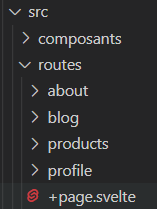 src
composants
routes
about
blog
products
profile
+page.svelte